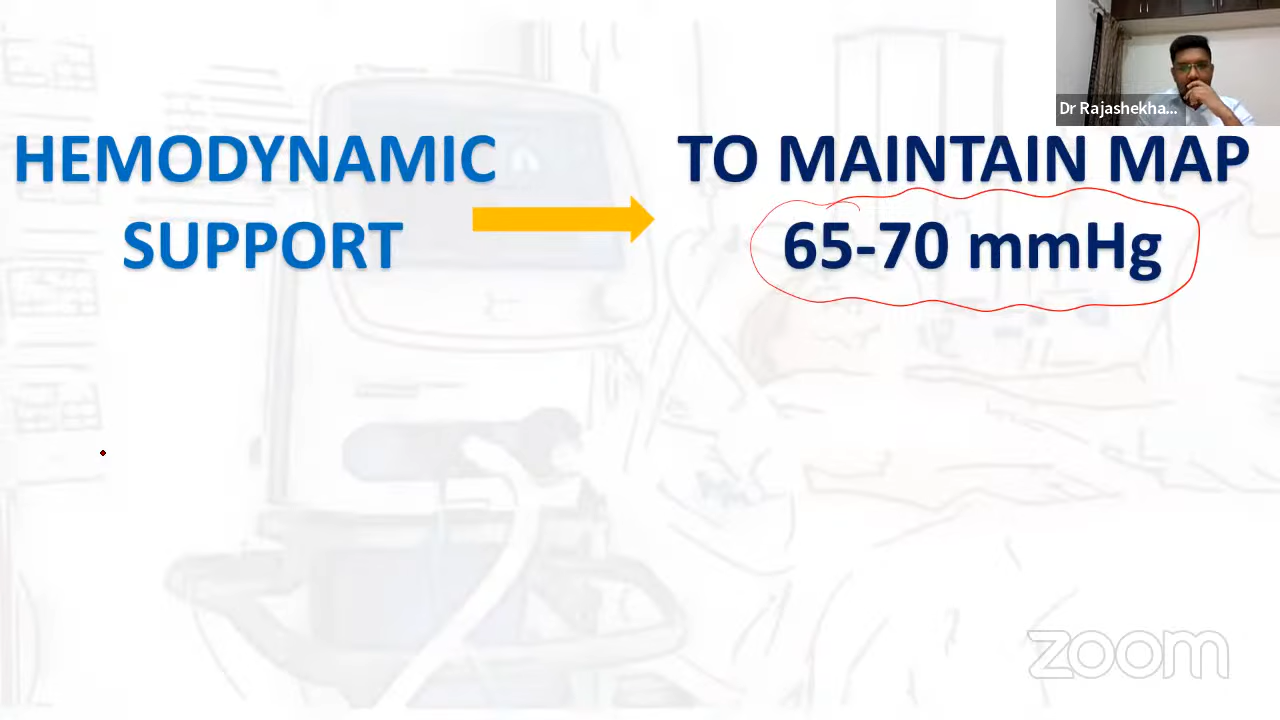 Dr Rajashekha...
HEMODYNAMIC
SUPPORT
TO MAINTAIN MAP
65-70 mmHg
zoom